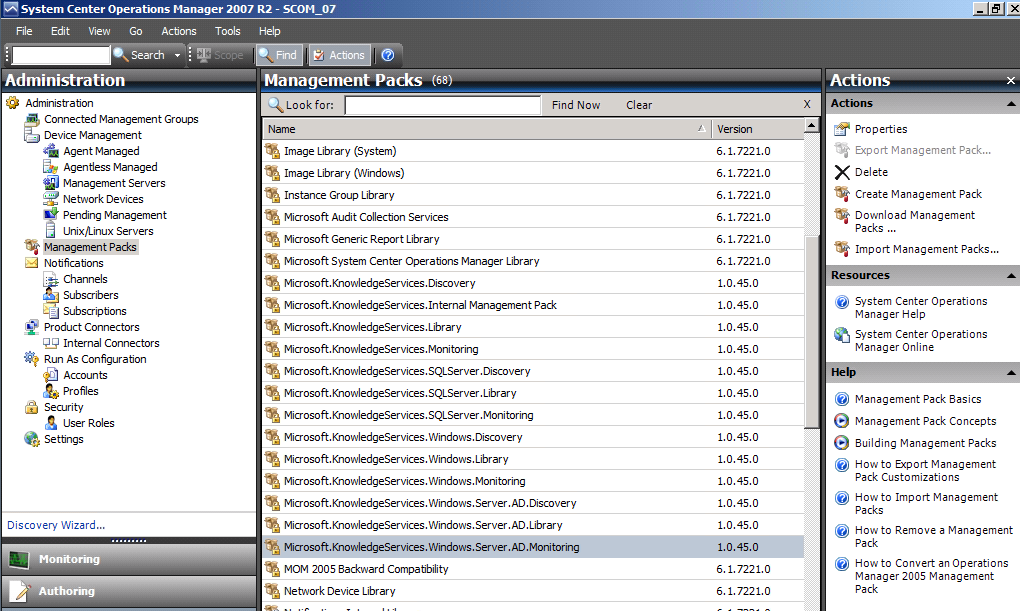 System Center Operations Manager 2007 R2 - SCOM_07
File Edit View Go Actions Tools Help
Search Scope Find Actions
Administration
Administration
Connected Management Groups
Device Management
Agent Managed
Agentless Managed
Management Servers
Network Devices
Pending Management
Unix/Linux Servers
Management Packs
Notifications
Channels
Subscribers
Subscriptions
Product Connectors
Internal Connectors
Run As Configuration
Accounts
Profiles
Security
User Roles
Settings
Discovery Wizard...
Monitoring
Authoring
Management Packs (68)
Look for: Find Now Clear X
Name Version
Image Library (System) 6.1.7221.0
Image Library (Windows) 6.1.7221.0
Instance Group Library 6.1.7221.0
Microsoft Audit Collection Services 6.1.7221.0
Microsoft Generic Report Library 6.1.7221.0
Microsoft System Center Operations Manager Library 6.1.7221.0
Microsoft.KnowledgeServices.Discovery 1.0.45.0
Microsoft.KnowledgeServices.Internal Management Pack 1.0.45.0
Microsoft.KnowledgeServices.Library 1.0.45.0
Microsoft.KnowledgeServices.Monitoring 1.0.45.0
Microsoft.KnowledgeServices.SQLServer.Discovery 1.0.45.0
Microsoft.KnowledgeServices.SQLServer.Library 1.0.45.0
Microsoft.KnowledgeServices.SQLServer.Monitoring 1.0.45.0
Microsoft.KnowledgeServices.Windows.Discovery 1.0.45.0
Microsoft.KnowledgeServices.Windows.Library 1.0.45.0
Microsoft.KnowledgeServices.Windows.Monitoring 1.0.45.0
Microsoft.KnowledgeServices.Windows.Server.AD.Discovery 1.0.45.0
Microsoft.KnowledgeServices.Windows.Server.AD.Library 1.0.45.0
Microsoft.KnowledgeServices.Windows.Server.AD.Monitoring 1.0.45.0
MOM 2005 Backward Compatibility 6.1.7221.0
Network Device Library 6.1.7221.0
Actions
Actions
Properties
Export Management Pack...
Delete
Create Management Pack
Download Management
Packs ...
Import Management Packs...
Resources
System Center Operations
Manager Help
System Center Operations
Manager Online
Help
Management Pack Basics
Management Pack Concepts
Building Management Packs
How to Export Management
Pack Customizations
How to Import Management
Packs
How to Remove a Management
Pack
How to Convert an Operations
Manager 2005 Management
Pack